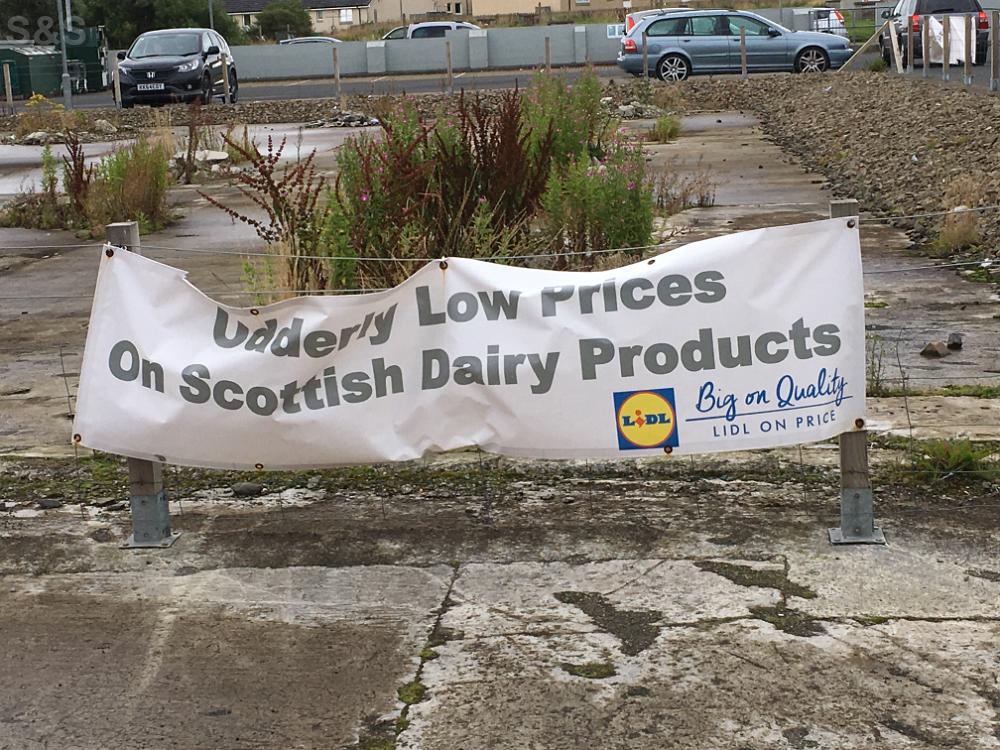 S&S
Udderly Low Prices
On Scottish Dairy Products
LIDL
Big on Quality
LIDL ON PRICE